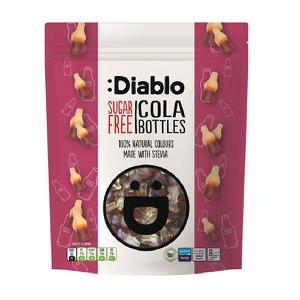 :Diablo
SUGAR FREE
COLA BOTTLES
100% NATURAL COLOURS
MADE WITH STEVIA